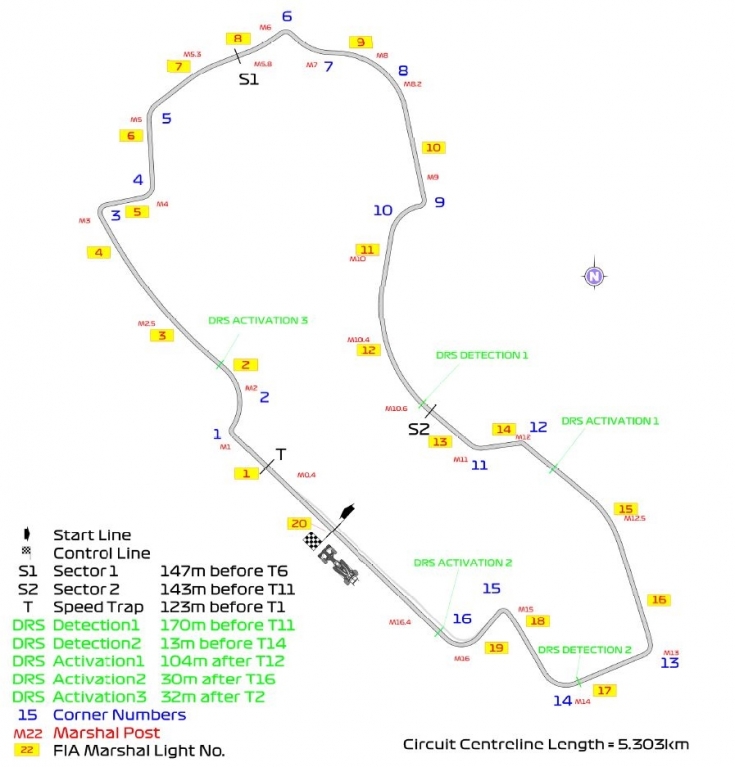 6
M6
8
9
M5.3
7
M5.8
S1
M7
7
M8
8
M8.2
M5
5
6
10
4
M9
M4
9
3
5
M3
10
4
11
M10
N
DRS ACTIVATION 3
M2.5
3
M10.4
12
2
DRS DETECTION 1
M2
2
M10.6
DRS ACTIVATION 1
S2
14
12
1
13
M12
M1
M11
11
T
1
M0.4
15
M12.5
20
DRS ACTIVATION 2
15
16
M16.4
16
M15
18
19
M16
DRS DETECTION 2
M13
13
17
14
M14
Start Line
Control Line
S1 Sector 1 147m before T6
S2 Sector 2 143m before T11
T Speed Trap 123m before T1
DRS Detection1 170m before T11
DRS Detection2 13m before T14
DRS Activation1 104m after T12
DRS Activation2 30m after T16
DRS Activation3 32m after T2
15 Corner Numbers
M22 Marshal Post
22 FIA Marshal Light No.
Circuit Centreline Length = 5.303km